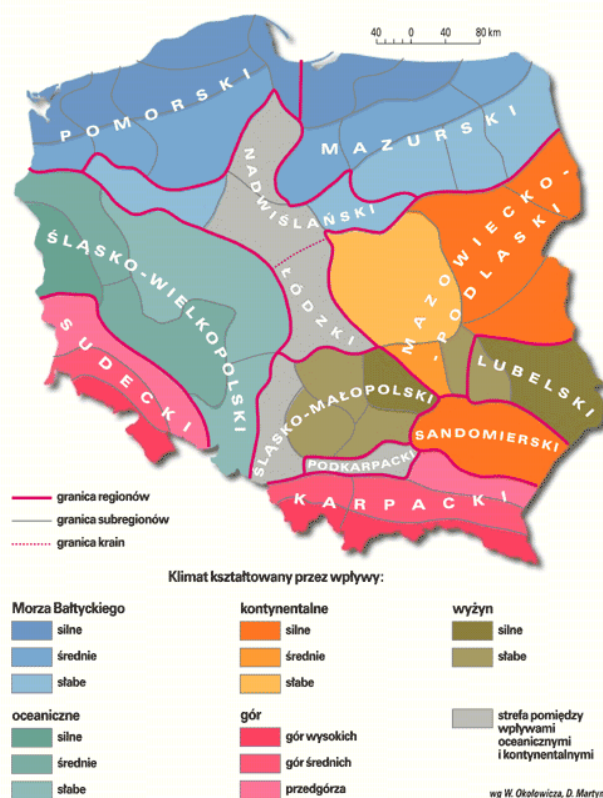 40 0 40 80 km
POMORSKI
MAZURSKI
NADWIŚLAŃSKI
MAZOWIECKO-
-PODLASKI
ŚLĄSKO-WIELKOPOLSKI
ŁÓDZKI
SUDECKI
LUBELSKI
ŚLĄSKO-MAŁOPOLSKI
SANDOMIERSKI
PODKARPACKI
KARPACKI
granica regionów
granica subregionów
granica krain
Klimat kształtowany przez wpływy:
Morza Bałtyckiego
silne
średnie
słabe
kontynentalne
silne
średnie
słabe
wyżyn
silne
słabe
oceaniczne
silne
średnie
słabe
gór
gór wysokich
gór średnich
przedgórza
strefa pomiędzy
wpływami
oceanicznymi
i kontynentalnymi
wg W. Okołowicza, D. Martyn